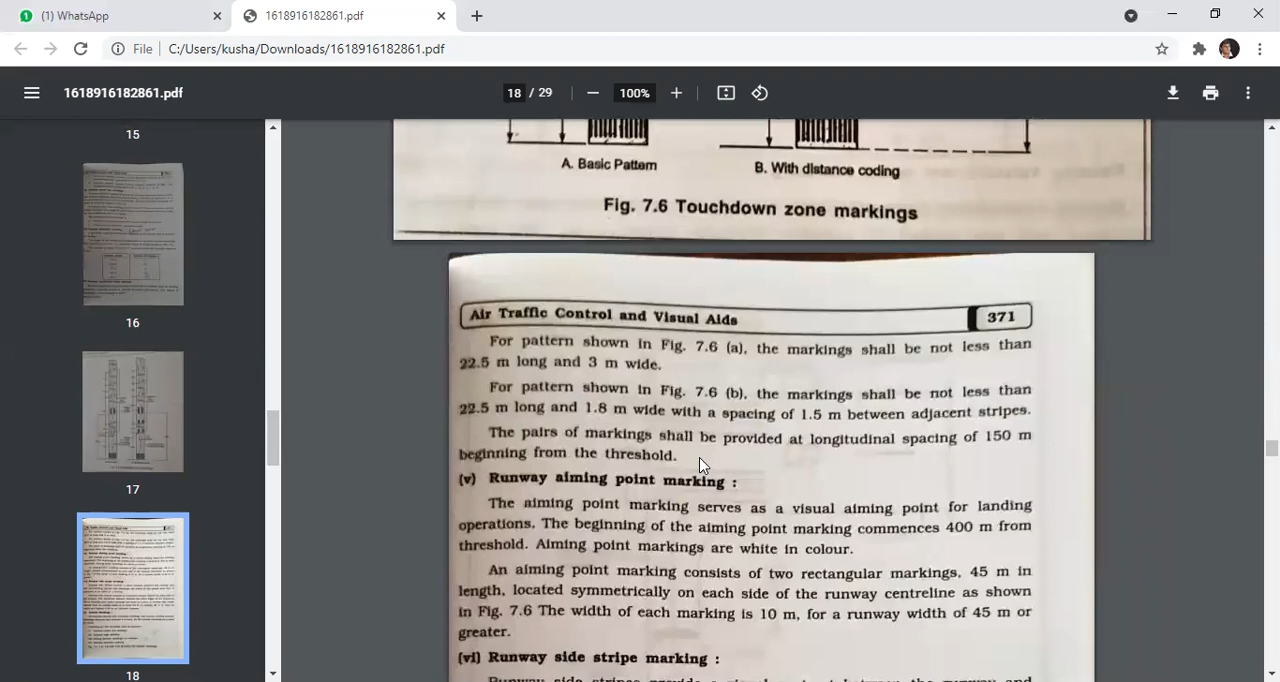 (1) WhatsApp
1618916182861.pdf
File
C:/Users/kusha/Downloads/1618916182861.pdf
1618916182861.pdf
18 / 29
100%
15
16
17
18
A. Basic Pattern
B. With distance coding
Fig. 7.6 Touchdown zone markings
Air Traffic Control and Visual Aids
371
For pattern shown in Fig. 7.6 (a), the markings shall be not less than
22.5 m long and 3 m wide.
For pattern shown in Fig. 7.6 (b), the markings shall be not less than
22.5 m long and 1.8 m wide with a spacing of 1.5 m between adjacent stripes.
The pairs of markings shall be provided at longitudinal spacing of 150 m
beginning from the threshold.
(v) Runway aiming point marking :
The aiming point marking serves as a visual aiming point for landing
operations. The beginning of the aiming point marking commences 400 m from
threshold. Aiming point markings are white in colour.
An aiming point marking consists of two rectangular markings, 45 m in
length, located symmetrically on each side of the runway centreline as shown
in Fig. 7.6 The width of each marking is 10 m, for a runway width of 45 m or
greater.
(vi) Runway side stripe marking :